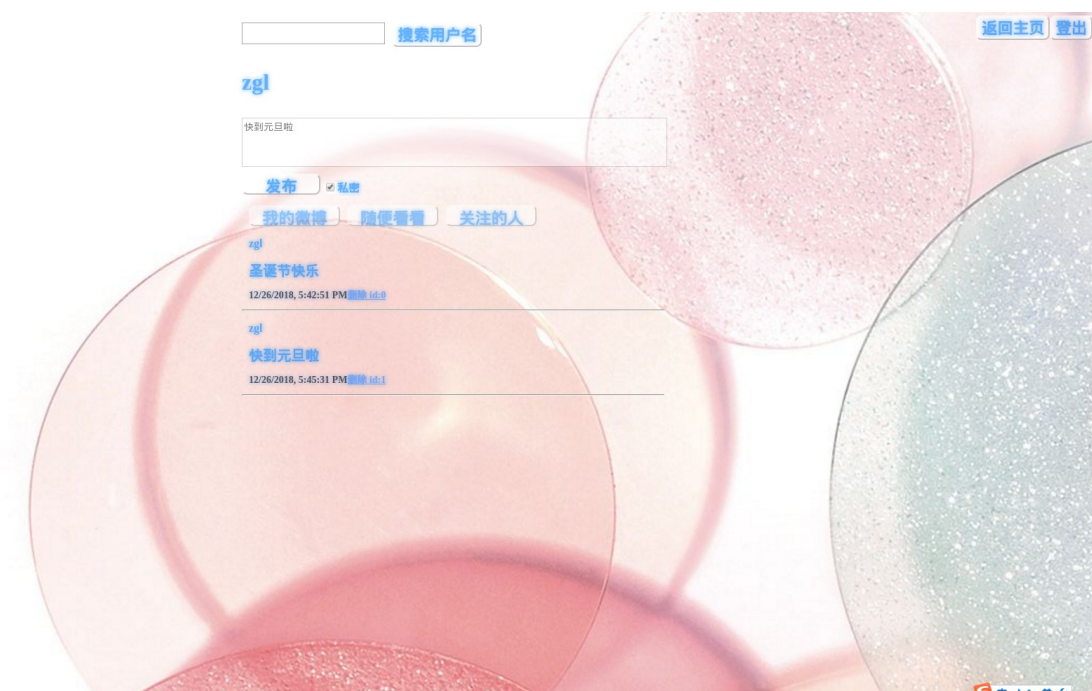 搜索用户名
返回主页 登出
zgl
快到元旦啦
发布 私密
我的微博 随便看看 关注的人
zgl
圣诞节快乐
12/26/2018, 5:42:51 PM删除 id:0
zgl
快到元旦啦
12/26/2018, 5:45:31 PM删除 id:1